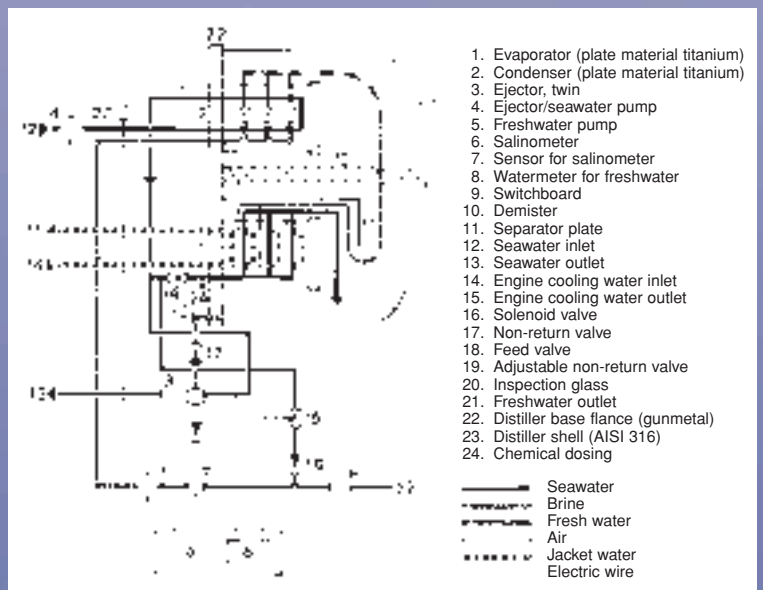 1. Evaporator (plate material titanium)
2. Condenser (plate material titanium)
3. Ejector, twin
4. Ejector/seawater pump
5. Freshwater pump
6. Salinometer
7. Sensor for salinometer
8. Watermeter for freshwater
9. Switchboard
10. Demister
11. Separator plate
12. Seawater inlet
13. Seawater outlet
14. Engine cooling water inlet
15. Engine cooling water outlet
16. Solenoid valve
17. Non-return valve
18. Feed valve
19. Adjustable non-return valve
20. Inspection glass
21. Freshwater outlet
22. Distiller base flance (gunmetal)
23. Distiller shell (AISI 316)
24. Chemical dosing
Seawater
Brine
Fresh water
Air
Jacket water
Electric wire